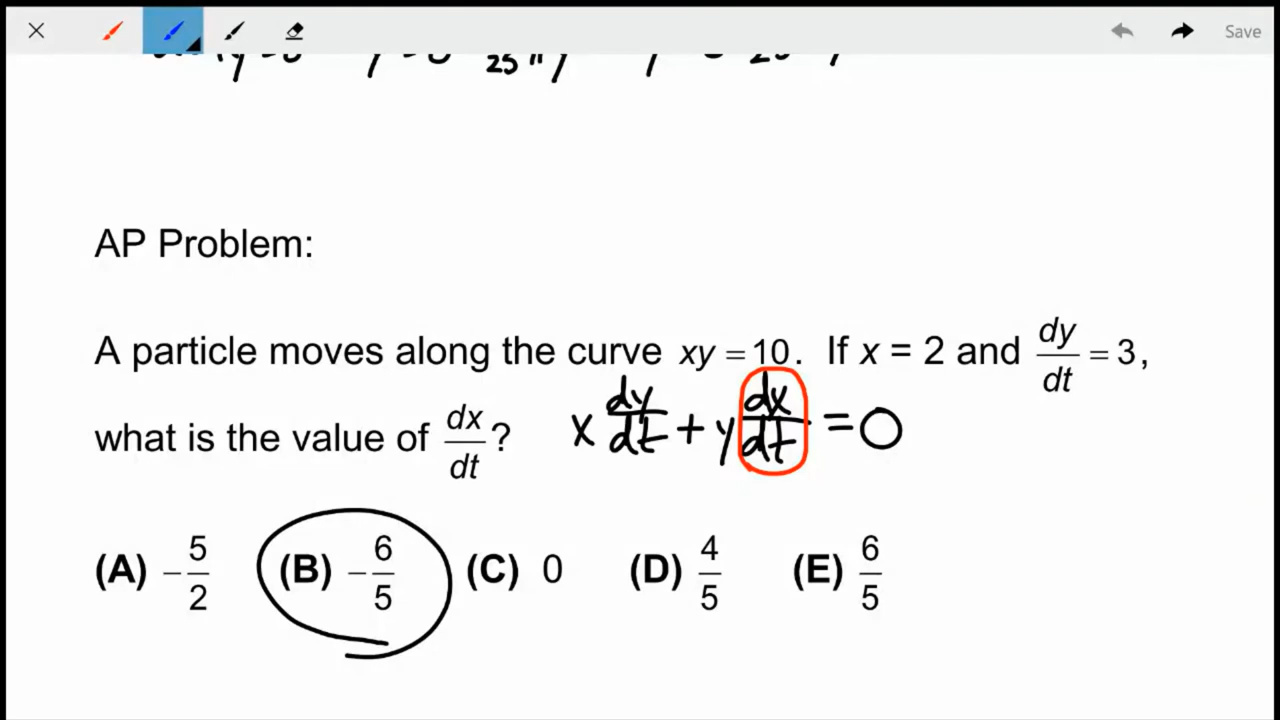 Save
AP Problem:
A particle moves along the curve xy = 10. If x = 2 and dy/dt = 3,
what is the value of dx/dt? x dy/dt + y dx/dt = 0
(A) -5/2 (B) -6/5 (C) 0 (D) 4/5 (E) 6/5